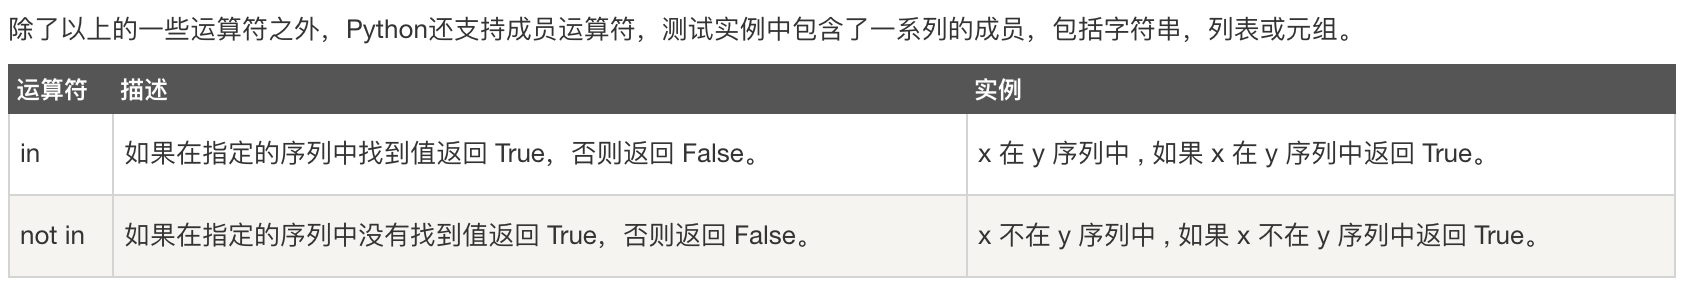 除了以上的一些运算符之外，Python还支持成员运算符，测试实例中包含了一系列的成员，包括字符串，列表或元组。
运算符 描述 实例
in 如果在指定的序列中找到值返回 True，否则返回 False。 x 在 y 序列中 , 如果 x 在 y 序列中返回 True。
not in 如果在指定的序列中没有找到值返回 True，否则返回 False。 x 不在 y 序列中 , 如果 x 不在 y 序列中返回 True。